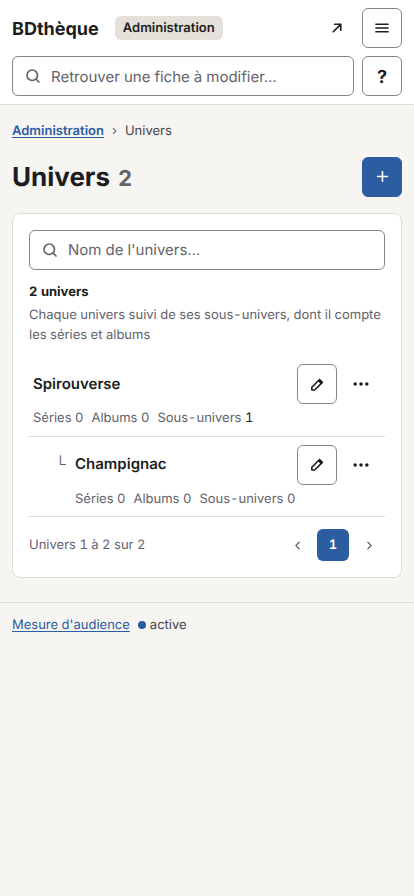 BDthèque Administration
Retrouver une fiche à modifier... ?
Administration › Univers
Univers 2
Nom de l'univers...
2 univers
Chaque univers suivi de ses sous-univers, dont il compte
les séries et albums
Spirouverse
Séries 0 Albums 0 Sous-univers 1
Champignac
Séries 0 Albums 0 Sous-univers 0
Univers 1 à 2 sur 2 ‹ 1 ›
Mesure d'audience active